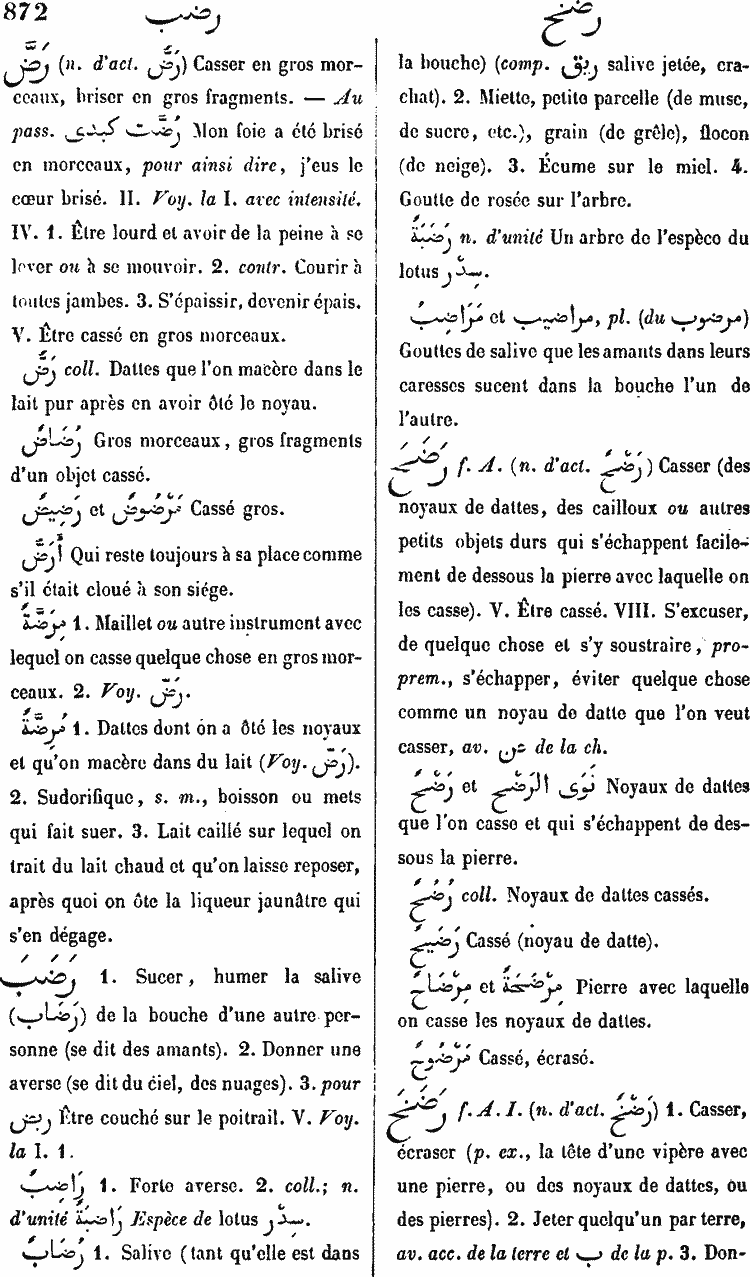 872 رضب رضخ
رَضَّ (n. d'act. رَضّ) Casser en gros mor-
ceaux, briser en gros fragments. — Au
pass. رُضَّت كبدى Mon foie a été brisé
en morceaux, pour ainsi dire, j'eus le
cœur brisé. II. Voy. la I. avec intensité.
IV. 1. Être lourd et avoir de la peine à se
lever ou à se mouvoir. 2. contr. Courir à
toutes jambes. 3. S'épaissir, devenir épais.
V. Être cassé en gros morceaux.
رَضٌّ coll. Dattes que l'on macère dans le
lait pur après en avoir ôté le noyau.
رُضَاضٌ Gros morceaux, gros fragments
d'un objet cassé.
رَضِيضٌ et مَرْضُوضٌ Cassé gros.
أَرَضُّ Qui reste toujours à sa place comme
s'il était cloué à son siége.
مِرَضَّةٌ 1. Maillet ou autre instrument avec
lequel on casse quelque chose en gros mor-
ceaux. 2. Voy. رَضّ.
مُرِضَّةٌ 1. Dattes dont on a ôté les noyaux
et qu'on macère dans du lait (Voy. رَضّ).
2. Sudorifique, s. m., boisson ou mets
qui fait suer. 3. Lait caillé sur lequel on
trait du lait chaud et qu'on laisse reposer,
après quoi on ôte la liqueur jaunâtre qui
s'en dégage.
رَضَبَ 1. Sucer, humer la salive
(رُضَاب) de la bouche d'une autre per-
sonne (se dit des amants). 2. Donner une
averse (se dit du ciel, des nuages). 3. pour
ربض Être couché sur le poitrail. V. Voy.
la I. 1.
رَاضِبٌ 1. Forte averse. 2. coll.; n.
d'unité رَاضِبَةٌ Espèce de lotus سِدْر.
رُضَابٌ 1. Salive (tant qu'elle est dans
la bouche) (comp. رِيق salive jetée, cra-
chat). 2. Miette, petite parcelle (de musc,
de sucre, etc.), grain (de grêle), flocon
(de neige). 3. Écume sur le miel. 4.
Goutte de rosée sur l'arbre.
رَضَبَةٌ n. d'unité Un arbre de l'espèce du
lotus سِدْر.
مَرَاضِبُ et مراضيب, pl. (du مرضوب)
Gouttes de salive que les amants dans leurs
caresses sucent dans la bouche l'un de
l'autre.
رَضَحَ f. A. (n. d'act. رَضْحٌ) Casser (des
noyaux de dattes, des cailloux ou autres
petits objets durs qui s'échappent facile-
ment de dessous la pierre avec laquelle on
les casse). V. Être cassé. VIII. S'excuser,
de quelque chose et s'y soustraire, pro-
prem., s'échapper, éviter quelque chose
comme un noyau de datte que l'on veut
casser, av. عن de la ch.
رَضْحٌ et نَوَى الرَضْحِ Noyaux de dattes
que l'on casse et qui s'échappent de des-
sous la pierre.
رُضَحٌ coll. Noyaux de dattes cassés.
رَضِيحٌ Cassé (noyau de datte).
مِرْضَحَةٌ et مِرْضَاحٌ Pierre avec laquelle
on casse les noyaux de dattes.
مَرْضُوحٌ Cassé, écrasé.
رَضَخَ f. A. I. (n. d'act. رَضْخٌ) 1. Casser,
écraser (p. ex., la tête d'une vipère avec
une pierre, ou des noyaux de dattes, ou
des pierres). 2. Jeter quelqu'un par terre,
av. acc. de la terre et ب de la p. 3. Don-